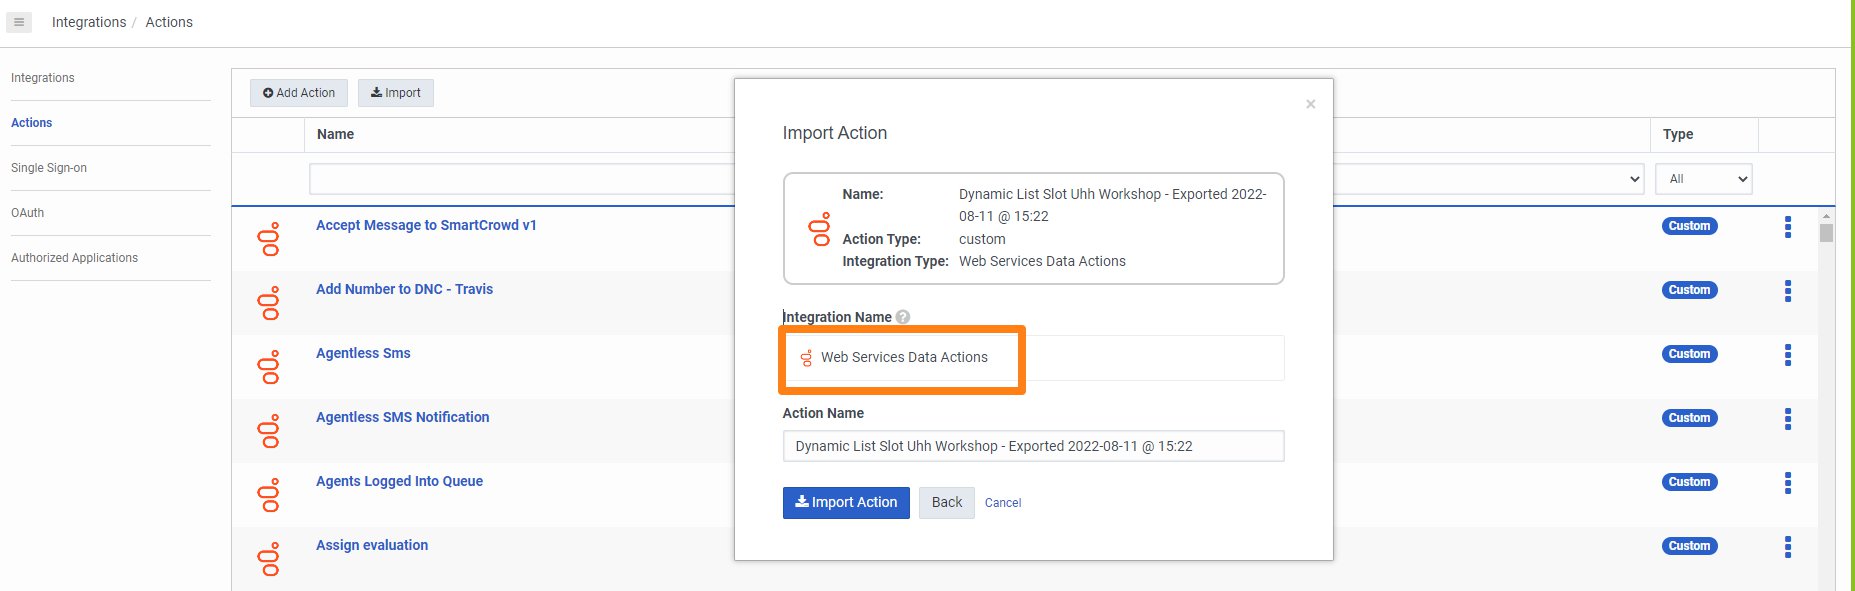 Integrations / Actions
Integrations
Actions
Single Sign-on
OAuth
Authorized Applications
Add Action
Import
Name
Type
All
Accept Message to SmartCrowd v1
Custom
Add Number to DNC - Travis
Custom
Agentless Sms
Custom
Agentless SMS Notification
Custom
Agents Logged Into Queue
Custom
Assign evaluation
Custom
×
Import Action
Name: Dynamic List Slot Uhh Workshop - Exported 2022-
08-11 @ 15:22
Action Type: custom
Integration Type: Web Services Data Actions
Integration Name ?
Web Services Data Actions
Action Name
Dynamic List Slot Uhh Workshop - Exported 2022-08-11 @ 15:22
Import Action
Back
Cancel